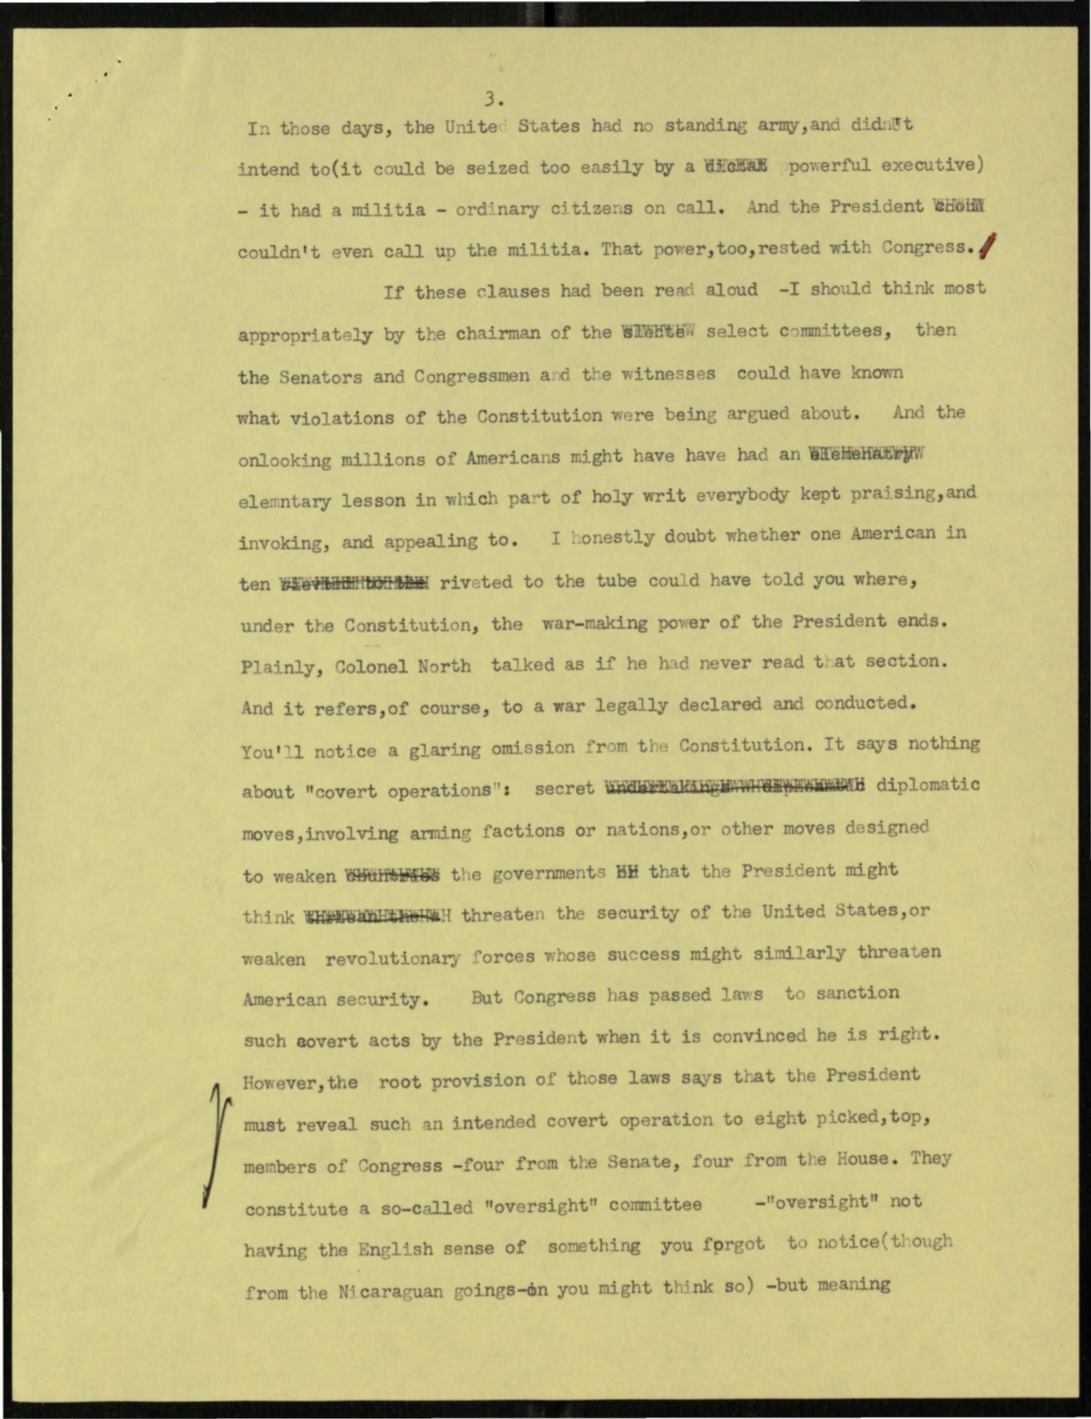 3.
In those days, the United States had no standing army,and didn't
intend to(it could be seized too easily by a powerful executive)
- it had a militia - ordinary citizens on call. And the President
couldn't even call up the militia. That power,too,rested with Congress.
If these clauses had been read aloud -I should think most
appropriately by the chairman of the select committees, then
the Senators and Congressmen and the witnesses could have known
what violations of the Constitution were being argued about. And the
onlooking millions of Americans might have have had an
elemntary lesson in which part of holy writ everybody kept praising,and
invoking, and appealing to. I honestly doubt whether one American in
ten riveted to the tube could have told you where,
under the Constitution, the war-making power of the President ends.
Plainly, Colonel North talked as if he had never read that section.
And it refers,of course, to a war legally declared and conducted.
You'll notice a glaring omission from the Constitution. It says nothing
about "covert operations": secret diplomatic
moves,involving arming factions or nations,or other moves designed
to weaken the governments that the President might
think threaten the security of the United States,or
weaken revolutionary forces whose success might similarly threaten
American security. But Congress has passed laws to sanction
such covert acts by the President when it is convinced he is right.
However,the root provision of those laws says that the President
must reveal such an intended covert operation to eight picked,top,
members of Congress -four from the Senate, four from the House. They
constitute a so-called "oversight" committee -"oversight" not
having the English sense of something you forgot to notice(though
from the Nicaraguan goings-on you might think so) -but meaning